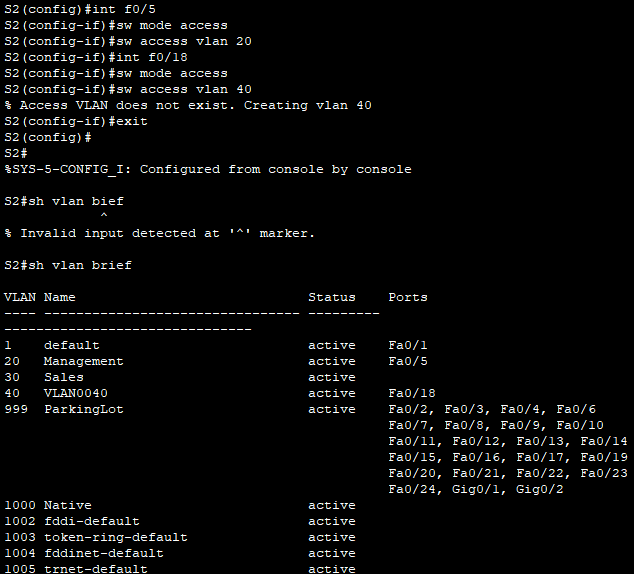 S2(config)#int f0/5
S2(config-if)#sw mode access
S2(config-if)#sw access vlan 20
S2(config-if)#int f0/18
S2(config-if)#sw mode access
S2(config-if)#sw access vlan 40
% Access VLAN does not exist. Creating vlan 40
S2(config-if)#exit
S2(config)#
S2#
%SYS-5-CONFIG_I: Configured from console by console
S2#sh vlan bief
^
% Invalid input detected at '^' marker.
S2#sh vlan brief
VLAN Name                             Status    Ports
---- -------------------------------- ---------
-------------------------------
1    default                          active    Fa0/1
20   Management                       active    Fa0/5
30   Sales                            active
40   VLAN0040                         active    Fa0/18
999  ParkingLot                       active    Fa0/2, Fa0/3, Fa0/4, Fa0/6
Fa0/7, Fa0/8, Fa0/9, Fa0/10
Fa0/11, Fa0/12, Fa0/13, Fa0/14
Fa0/15, Fa0/16, Fa0/17, Fa0/19
Fa0/20, Fa0/21, Fa0/22, Fa0/23
Fa0/24, Gig0/1, Gig0/2
1000 Native                           active
1002 fddi-default                     active
1003 token-ring-default               active
1004 fddinet-default                  active
1005 trnet-default                    active